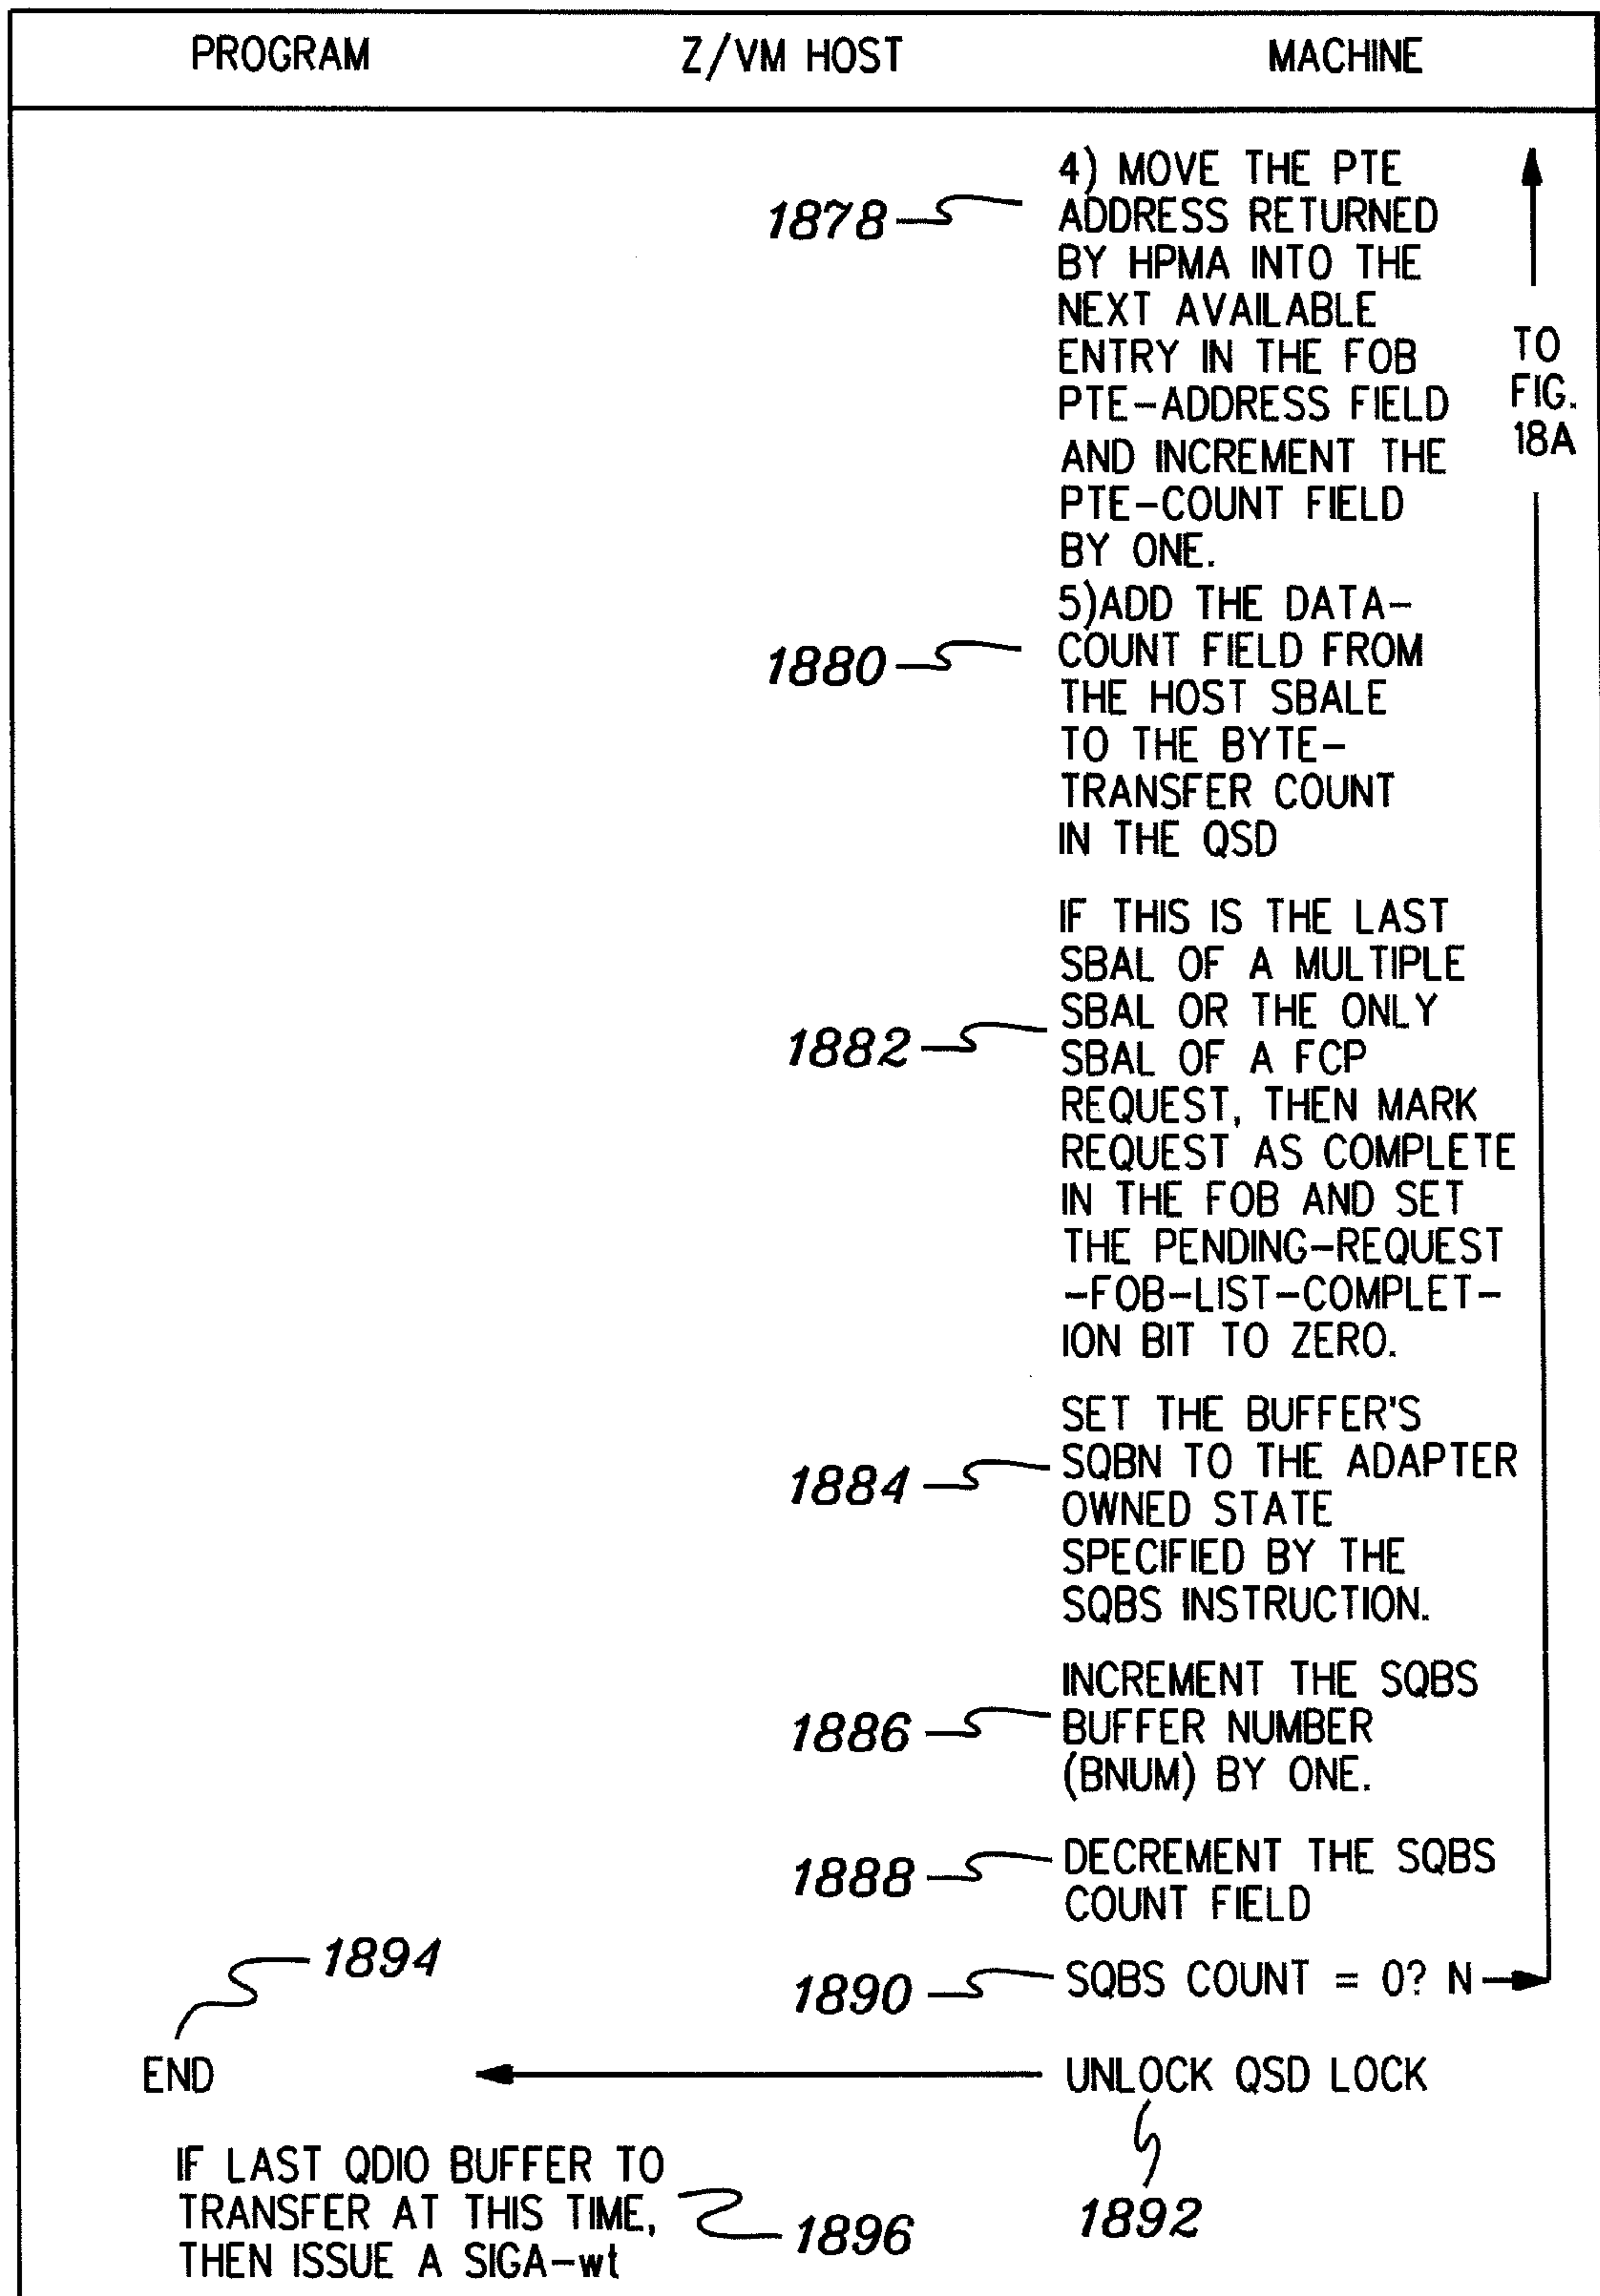 PROGRAM Z/VM HOST MACHINE
4) MOVE THE PTE
1878 ADDRESS RETURNED
BY HPMA INTO THE
NEXT AVAILABLE
ENTRY IN THE FOB
PTE-ADDRESS FIELD
AND INCREMENT THE
PTE-COUNT FIELD
BY ONE.
TO
FIG.
18A
5)ADD THE DATA-
1880 COUNT FIELD FROM
THE HOST SBALE
TO THE BYTE-
TRANSFER COUNT
IN THE QSD
IF THIS IS THE LAST
SBAL OF A MULTIPLE
1882 SBAL OR THE ONLY
SBAL OF A FCP
REQUEST, THEN MARK
REQUEST AS COMPLETE
IN THE FOB AND SET
THE PENDING-REQUEST
-FOB-LIST-COMPLET-
ION BIT TO ZERO.
SET THE BUFFER'S
1884 SQBN TO THE ADAPTER
OWNED STATE
SPECIFIED BY THE
SQBS INSTRUCTION.
INCREMENT THE SQBS
1886 BUFFER NUMBER
(BNUM) BY ONE.
1888 DECREMENT THE SQBS
COUNT FIELD
1894
1890 SQBS COUNT = 0? N
END UNLOCK QSD LOCK
1892
IF LAST QDIO BUFFER TO
TRANSFER AT THIS TIME,
THEN ISSUE A SIGA-wt
1896